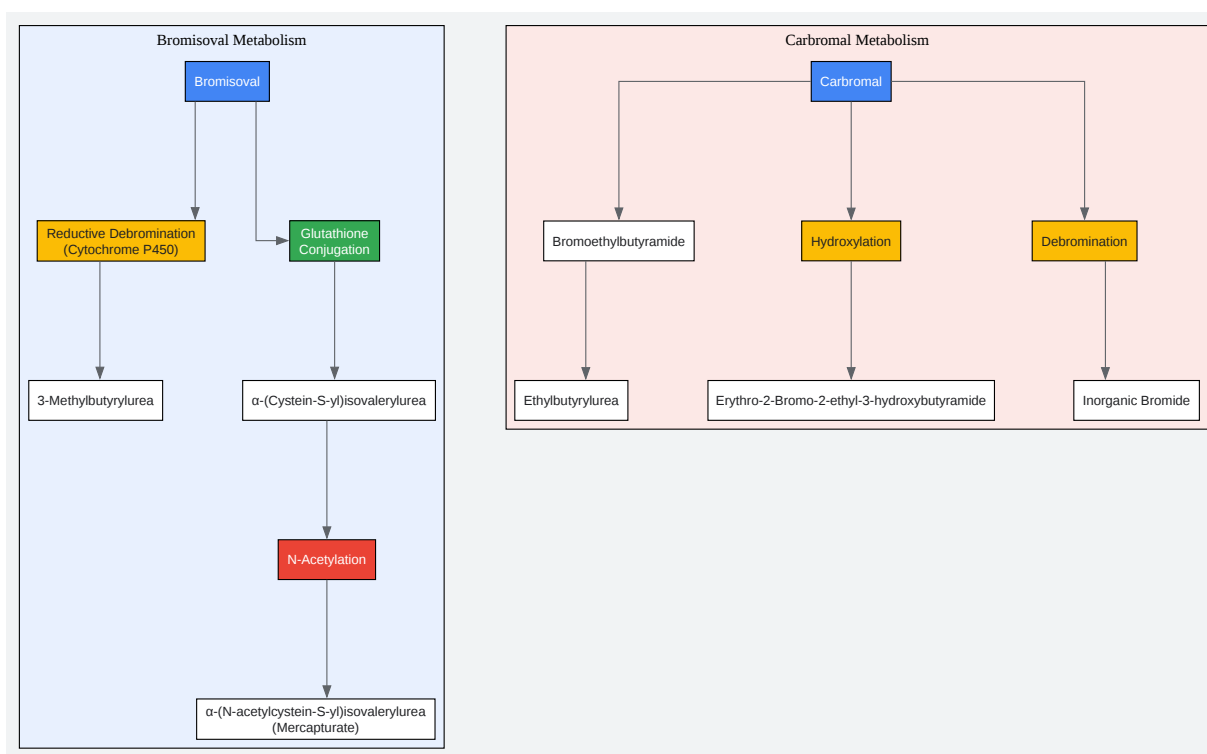 Bromisoval Metabolism
Bromisoval
Reductive Debromination
(Cytochrome P450)
Glutathione
Conjugation
3-Methylbutyrylurea
α-(Cystein-S-yl)isovalerylurea
N-Acetylation
α-(N-acetylcystein-S-yl)isovalerylurea
(Mercapturate)
Carbromal Metabolism
Carbromal
Bromoethylbutyramide
Hydroxylation
Debromination
Ethylbutyrylurea
Erythro-2-Bromo-2-ethyl-3-hydroxybutyramide
Inorganic Bromide